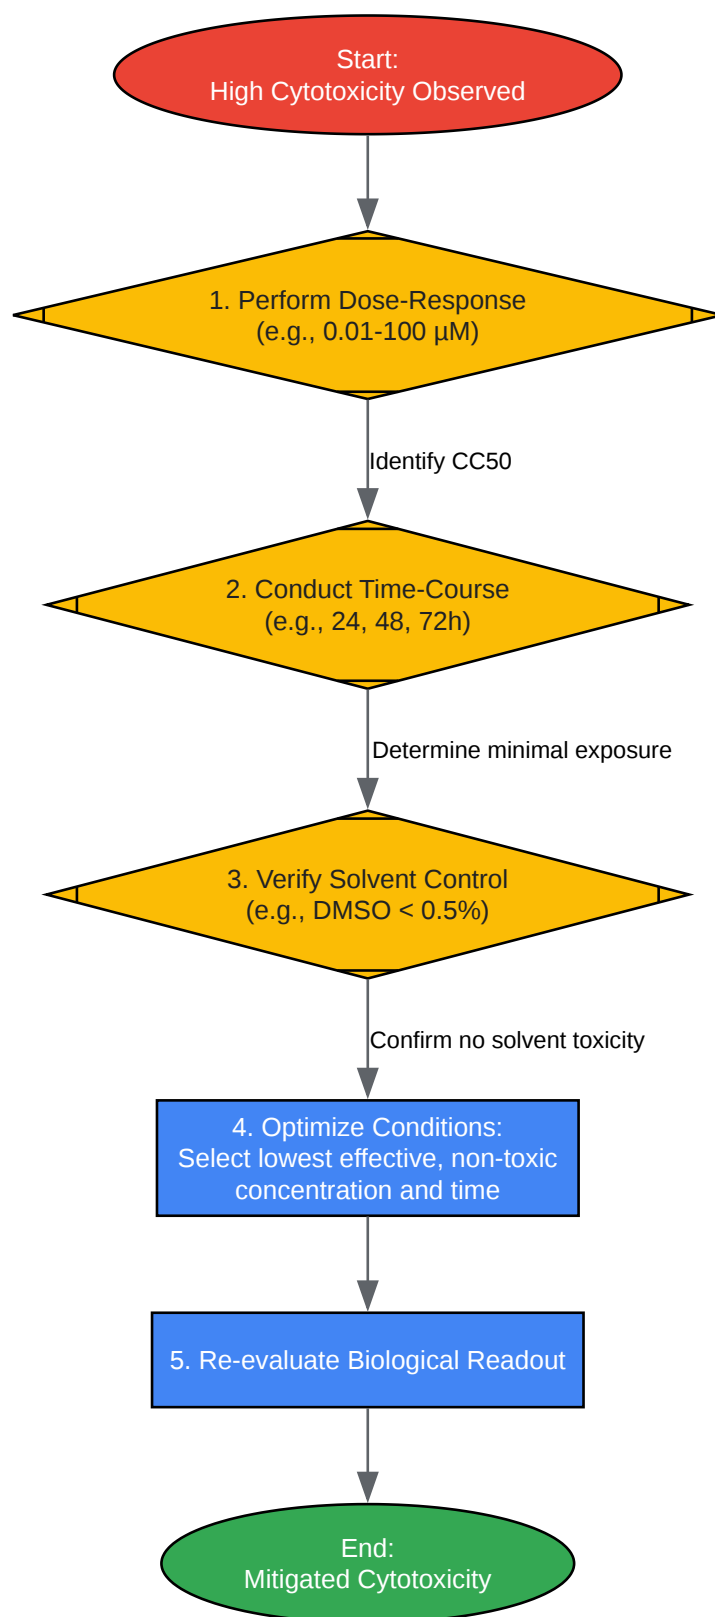 Start:
High Cytotoxicity Observed
1. Perform Dose-Response
(e.g., 0.01-100 µM)
Identify CC50
2. Conduct Time-Course
(e.g., 24, 48, 72h)
Determine minimal exposure
3. Verify Solvent Control
(e.g., DMSO < 0.5%)
Confirm no solvent toxicity
4. Optimize Conditions:
Select lowest effective, non-toxic
concentration and time
5. Re-evaluate Biological Readout
End:
Mitigated Cytotoxicity